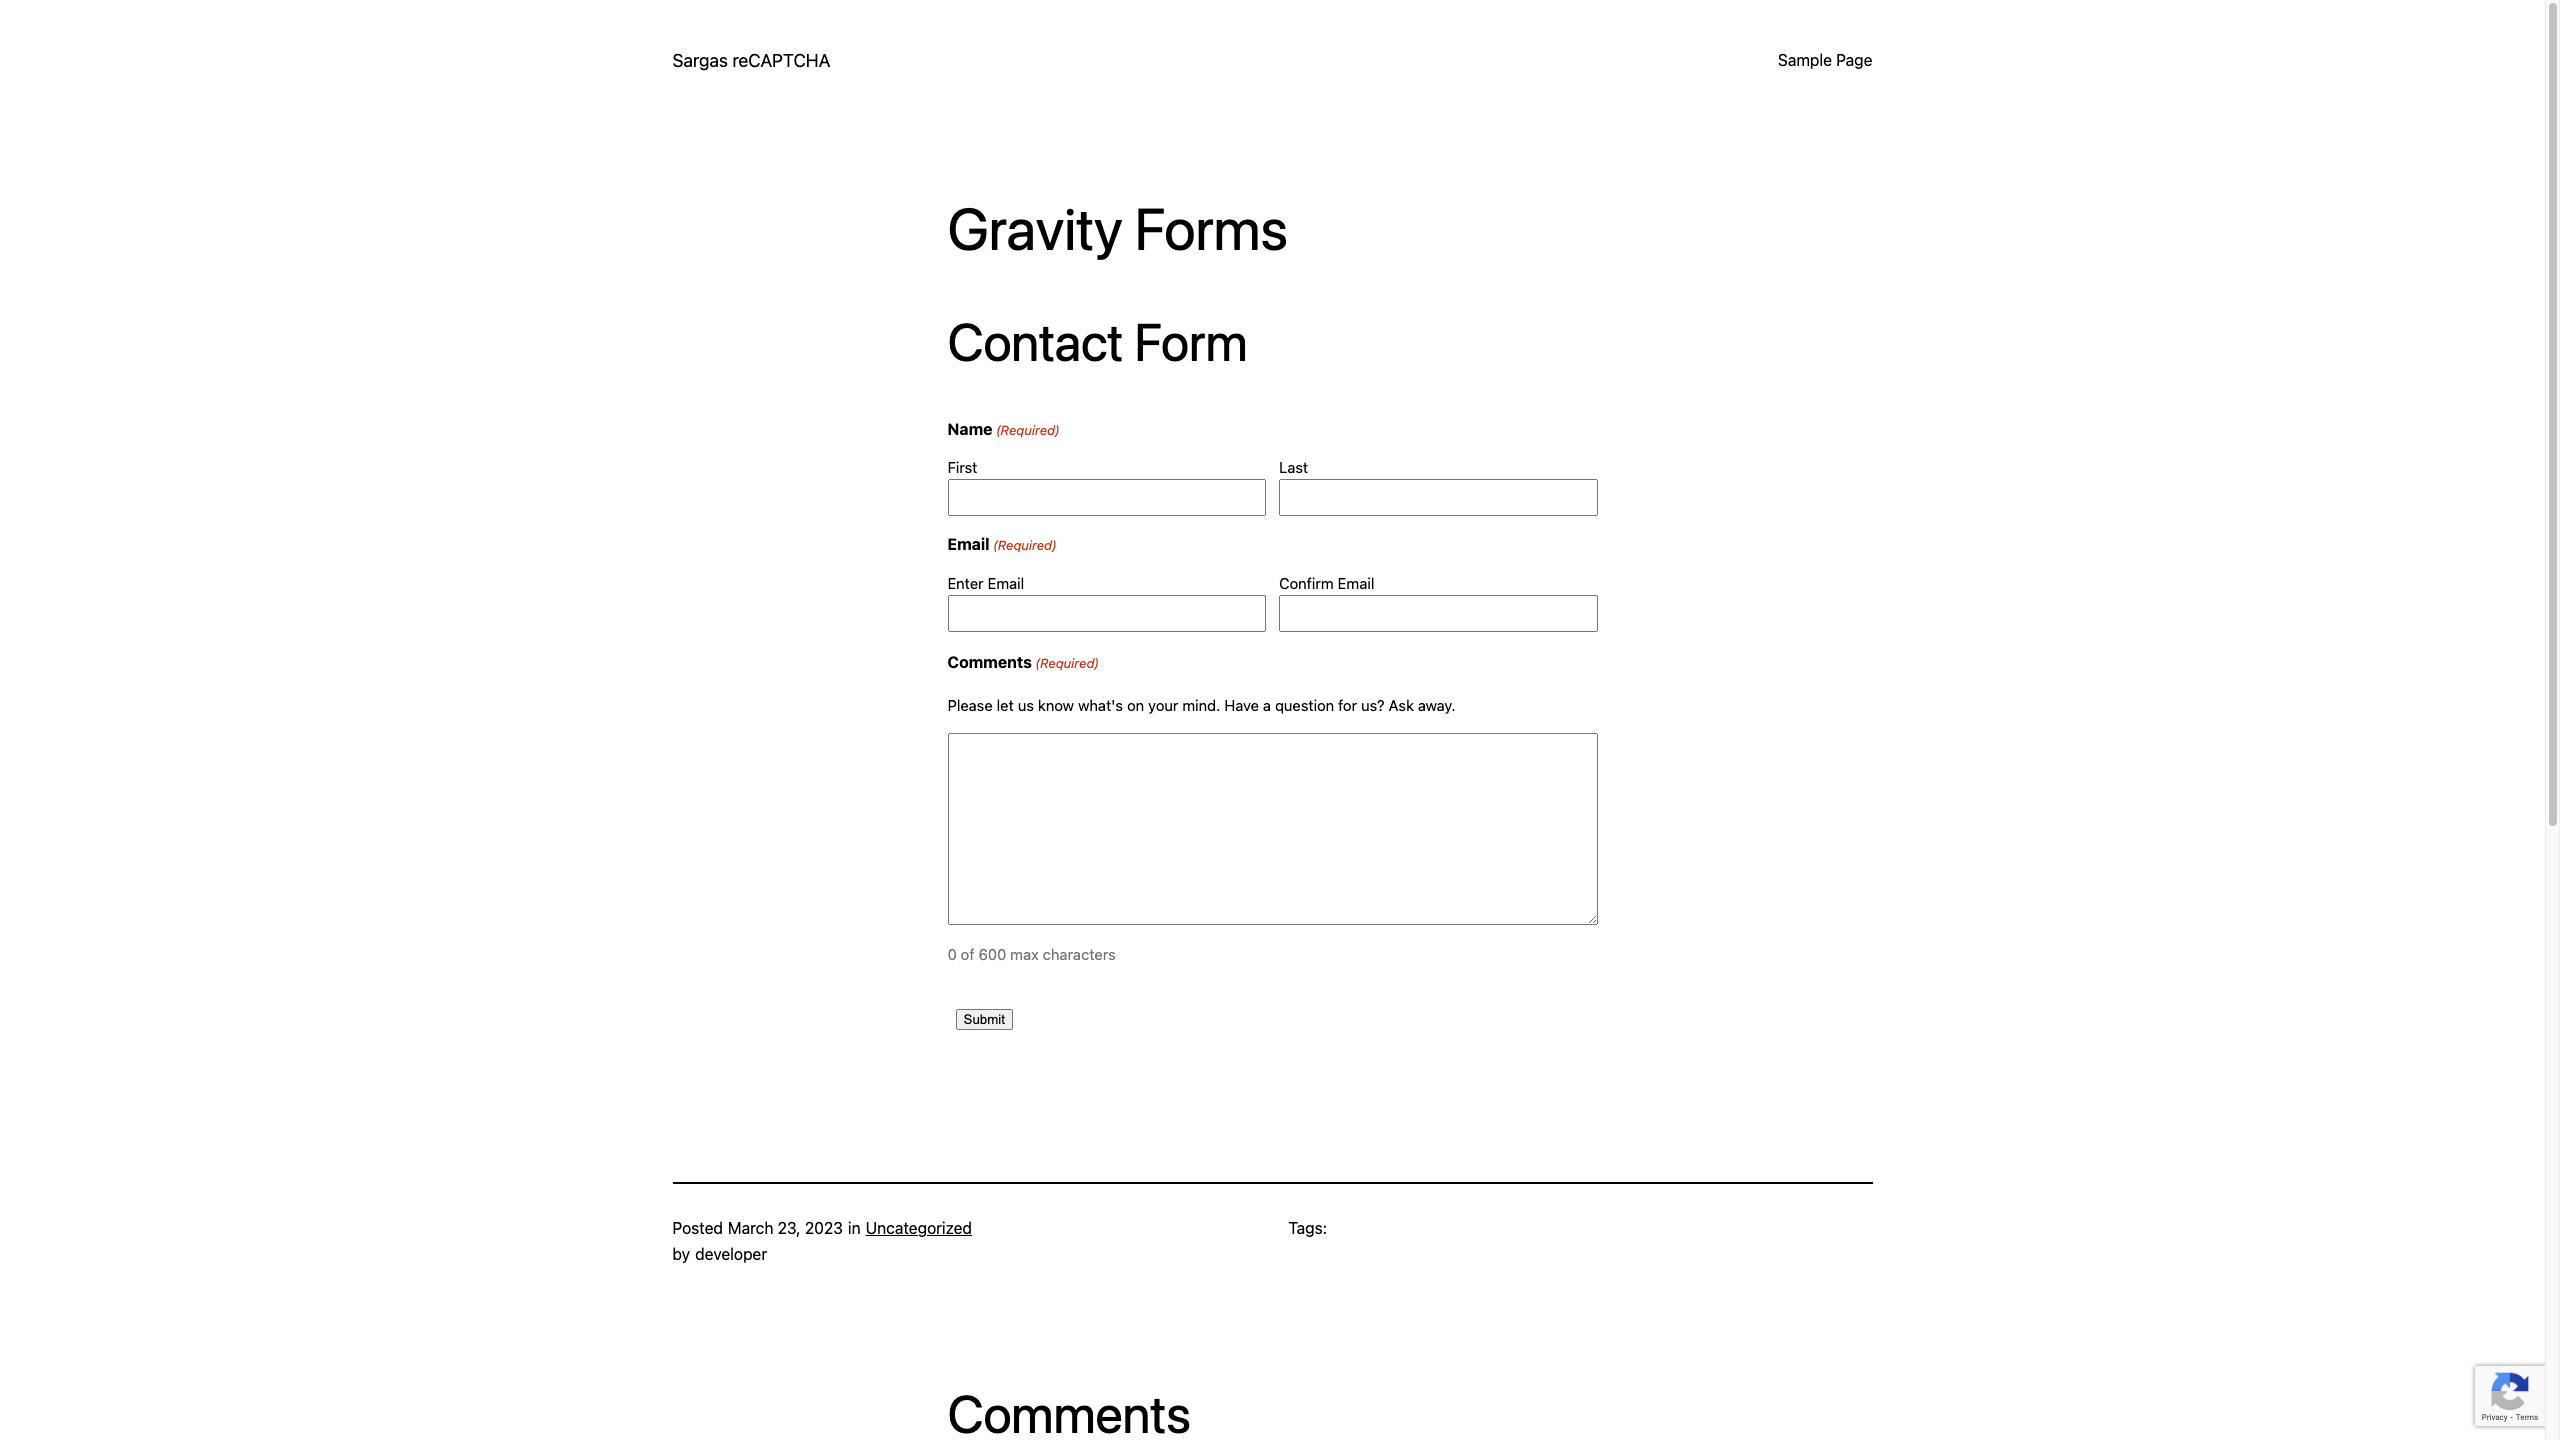 Sargas reCAPTCHA
Sample Page
Gravity Forms
Contact Form
Name (Required)
First
Last
Email (Required)
Enter Email
Confirm Email
Comments (Required)
Please let us know what's on your mind. Have a question for us? Ask away.
0 of 600 max characters
Submit
Posted March 23, 2023 in Uncategorized
by developer
Tags:
Comments
Privacy - Terms